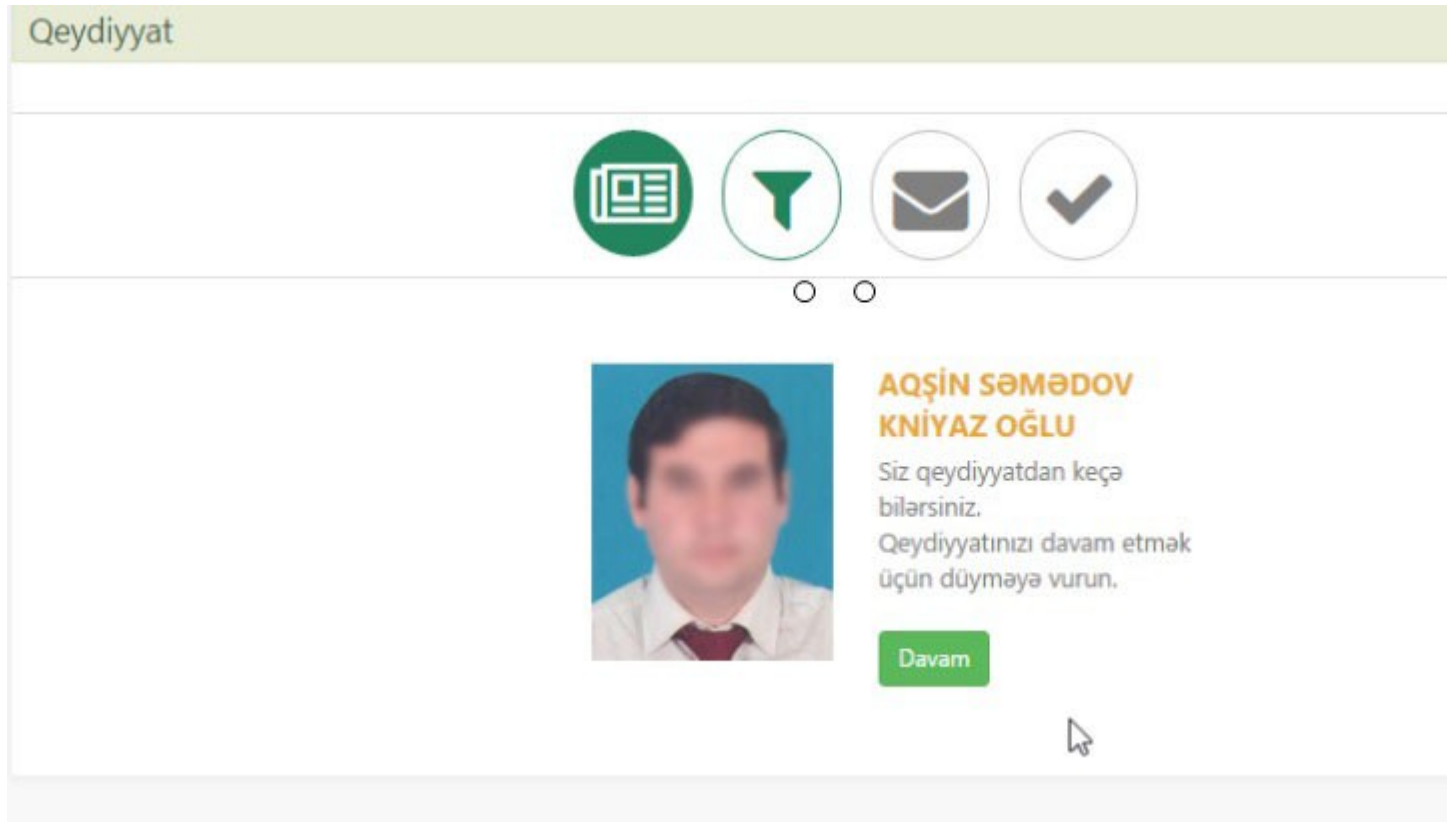 Qeydiyyat
AQŞİN SƏMƏDOV
KNİYAZ OĞLU
Siz qeydiyyatdan keçə
bilərsiniz.
Qeydiyyatınızı davam etmək
üçün düyməyə vurun.
Davam